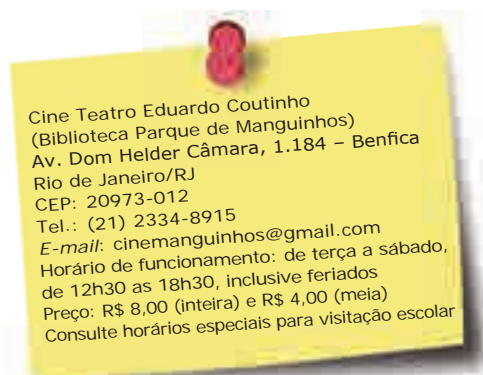 Cine Teatro Eduardo Coutinho
(Biblioteca Parque de Manguinhos)
Av. Dom Helder Câmara, 1.184 – Benfica
Rio de Janeiro/RJ
CEP: 20973-012
Tel.: (21) 2334-8915
E-mail: cinemanguinhos@gmail.com
Horário de funcionamento: de terça a sábado,
de 12h30 as 18h30, inclusive feriados
Preço: R$ 8,00 (inteira) e R$ 4,00 (meia)
Consulte horários especiais para visitação escolar